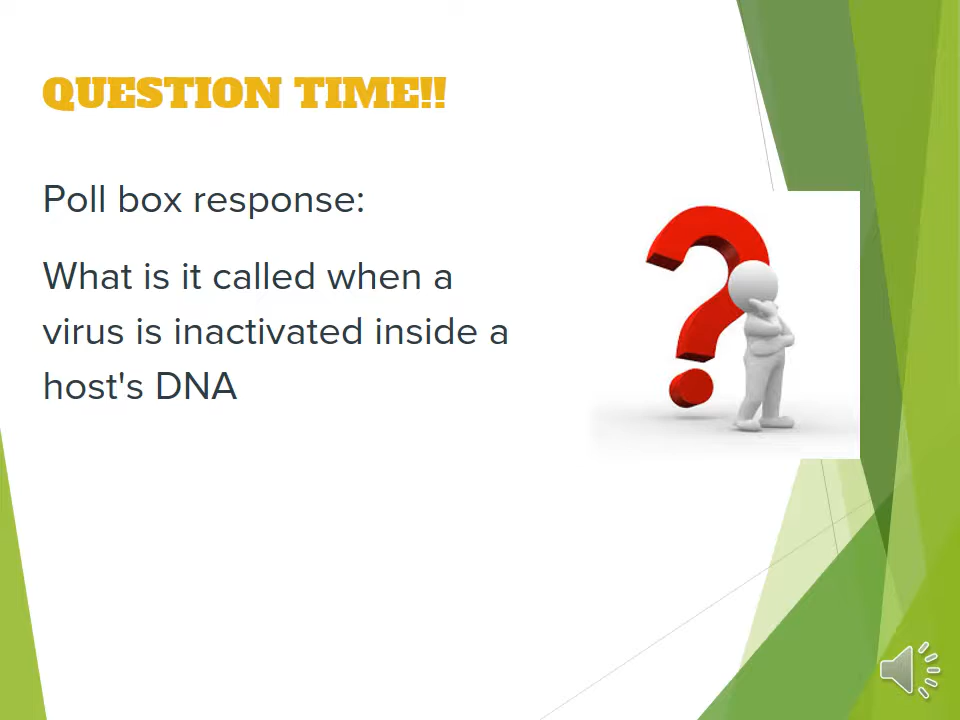 QUESTION TIME!!
Poll box response:
What is it called when a
virus is inactivated inside a
host's DNA